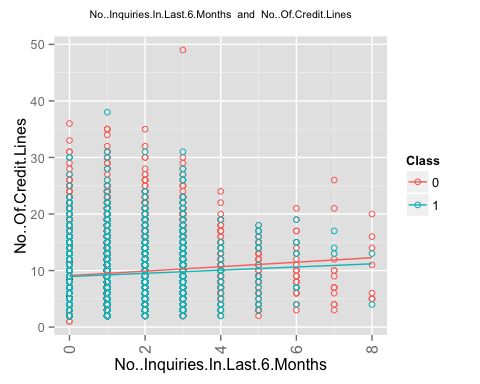 No..Inquiries.In.Last.6.Months and No..Of.Credit.Lines
50
40
30
20
10
0
No..Of.Credit.Lines
0 2 4 6 8
No..Inquiries.In.Last.6.Months
Class
0
1